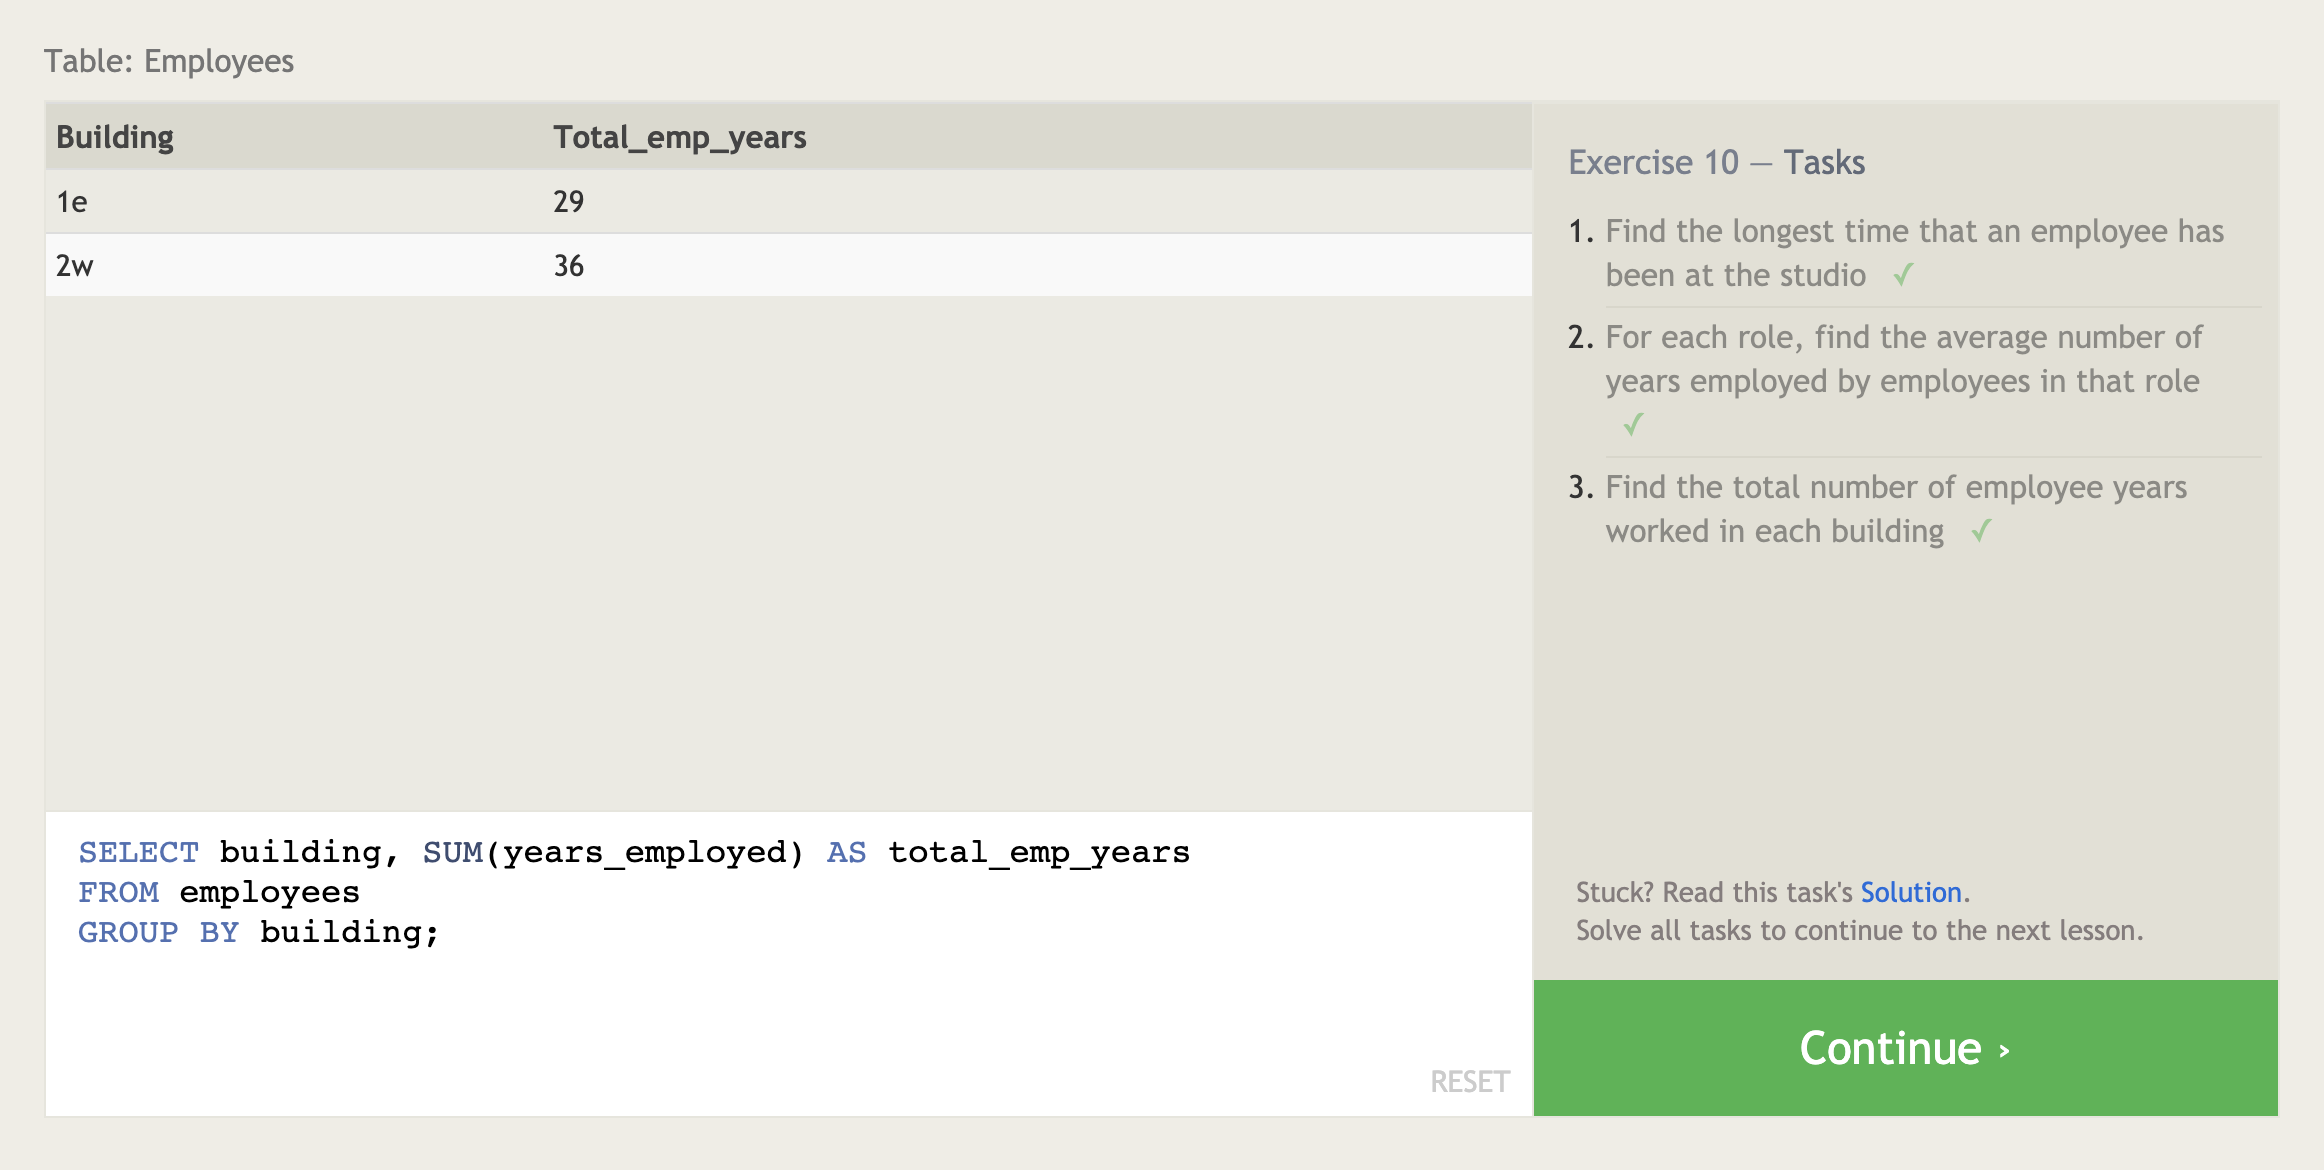 Table: Employees
Building Total_emp_years
1e 29
2w 36
SELECT building, SUM(years_employed) AS total_emp_years
FROM employees
GROUP BY building;
RESET
Exercise 10 — Tasks
1. Find the longest time that an employee has
been at the studio ✓
2. For each role, find the average number of
years employed by employees in that role
✓
3. Find the total number of employee years
worked in each building ✓
Stuck? Read this task's Solution.
Solve all tasks to continue to the next lesson.
Continue ›